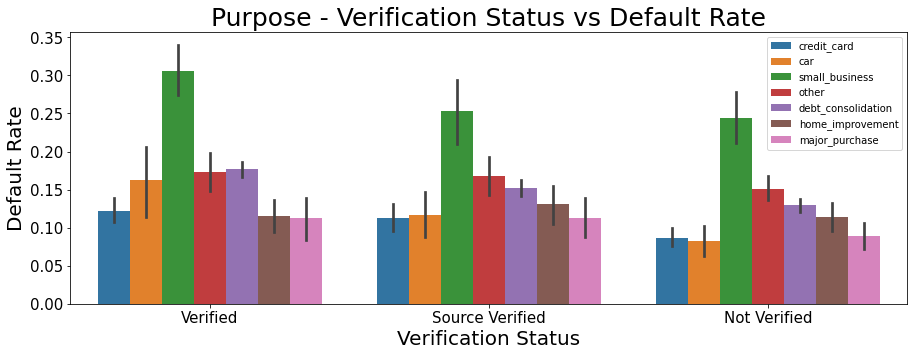 Purpose - Verification Status vs Default Rate
Default Rate
0.35
0.30
0.25
0.20
0.15
0.10
0.05
0.00
credit_card
car
small_business
other
debt_consolidation
home_improvement
major_purchase
Verified
Source Verified
Not Verified
Verification Status